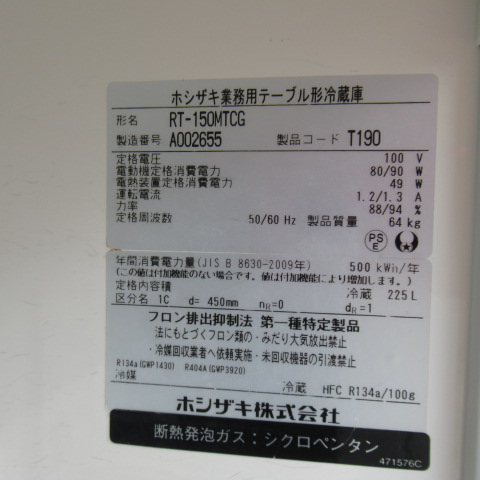 ホシザキ業務用テーブル形冷蔵庫
形名 RT-150MTCG
製造番号 A002655 製品コード T190
定格電圧 100 V
電動機定格消費電力 80/90 W
電熱装置定格消費電力 49 W
運転電流 1.2/1.3 A
力率 88/94 %
定格周波数 50/60 Hz 製品質量 64 kg
PS E
年間消費電力量(JIS B 8630-2009年) 500 kWh/年
(この値は付加機能のない場合の値です。値は付加機能により増加します。)
定格内容積 冷蔵 225L
区分名 1C d= 450mm nR=0 dR=1
フロン排出抑制法 第一種特定製品
法にもとづくフロン類の・みだり大気放出禁止
・冷媒回収業者へ依頼実施・未回収機器の引渡禁止
R134a(GWP1430) R404A(GWP3920)
冷媒 冷蔵 HFC R134a/100g
ホシザキ株式会社
断熱発泡ガス：シクロペンタン
471576C